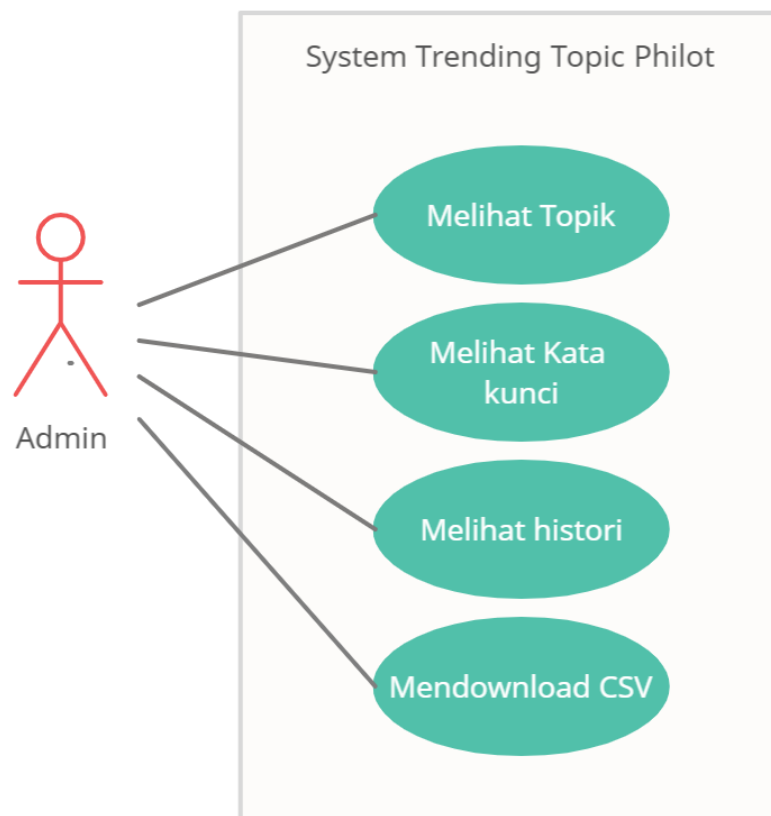 System Trending Topic Philot
Melihat Topik
Melihat Kata
kunci
Admin
Melihat histori
Mendownload CSV